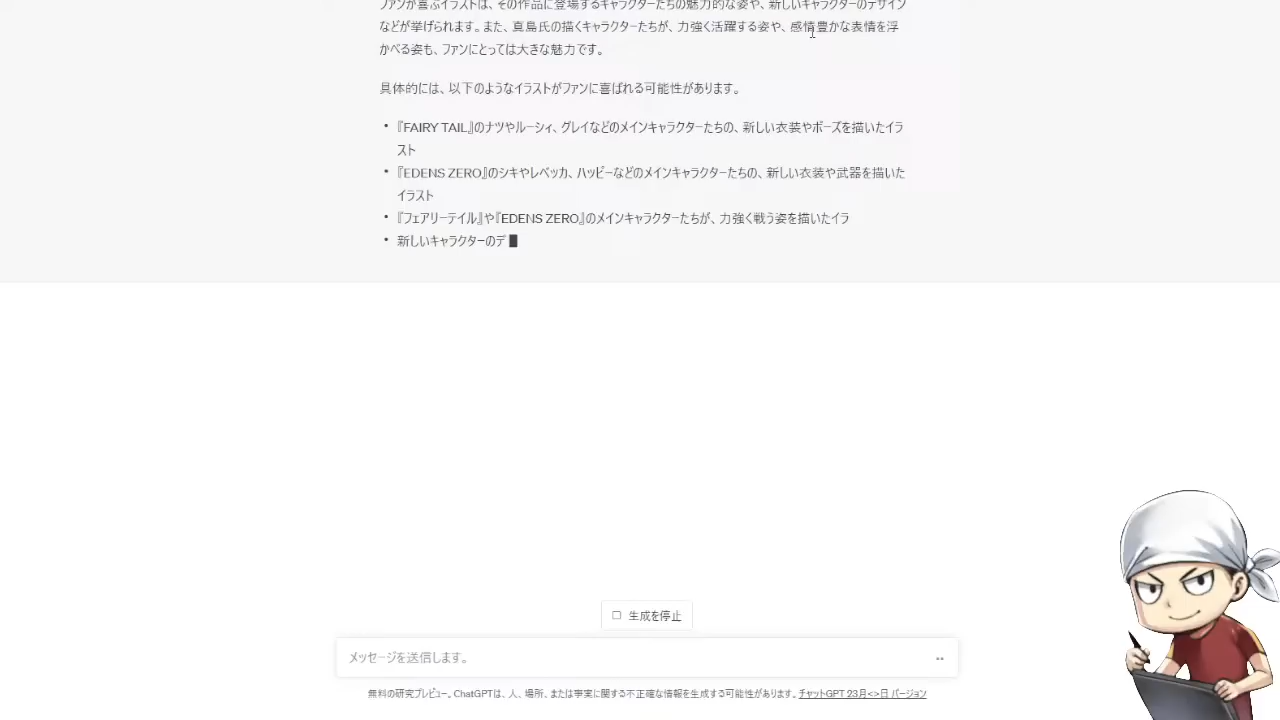 ファンが喜ぶイラストは、その作品に登場するキャラクターたちの魅力的な姿や、新しいキャラクターのデザイン
などが挙げられます。また、真島氏の描くキャラクターたちが、力強く活躍する姿や、感情豊かな表情を浮
かべる姿も、ファンにとっては大きな魅力です。
具体的には、以下のようなイラストがファンに喜ばれる可能性があります。
• 『FAIRY TAIL』のナツやルーシィ、グレイなどのメインキャラクターたちの、新しい衣装やポーズを描いたイラ
スト
• 『EDENS ZERO』のシキやレベッカ、ハッピーなどのメインキャラクターたちの、新しい衣装や武器を描いた
イラスト
• 『フェアリーテイル』や『EDENS ZERO』のメインキャラクターたちが、力強く戦う姿を描いたイラ
• 新しいキャラクターのデ
生成を停止
メッセージを送信します。
無料の研究プレビュー。ChatGPTは、人、場所、または事実に関する不正確な情報を生成する可能性があります。チャットGPT 23月<>日 バージョン